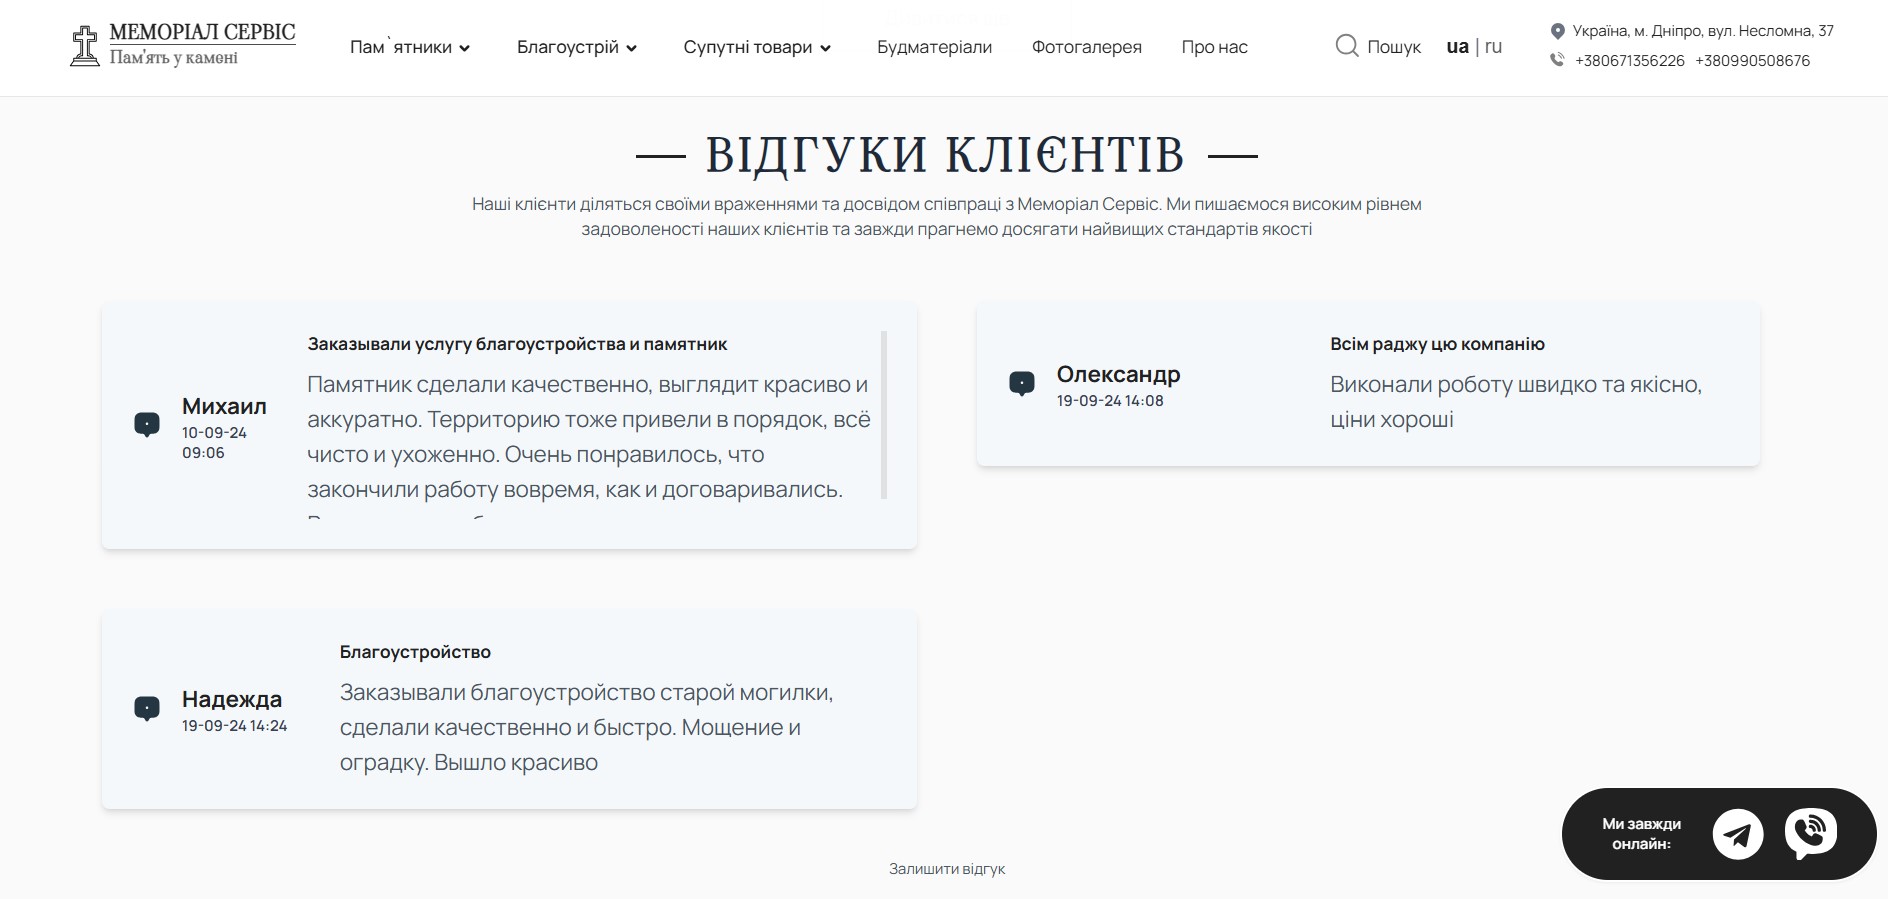 МЕМОРІАЛ СЕРВІС
Пам'ять у камені
Пам`ятники
Благоустрій
Супутні товари
Будматеріали
Фотогалерея
Про нас
Пошук
ua | ru
Україна, м. Дніпро, вул. Несломна, 37
+380671356226 +380990508676
ВІДГУКИ КЛІЄНТІВ
Наші клієнти діляться своїми враженнями та досвідом співпраці з Меморіал Сервіс. Ми пишаємося високим рівнем
задоволеності наших клієнтів та завжди прагнемо досягати найвищих стандартів якості
Михаил
10-09-24
09:06
Заказывали услугу благоустройства и памятник
Памятник сделали качественно, выглядит красиво и
аккуратно. Территорию тоже привели в порядок, всё
чисто и ухоженно. Очень понравилось, что
закончили работу вовремя, как и договаривались.
Олександр
19-09-24 14:08
Всім раджу цю компанію
Виконали роботу швидко та якісно,
ціни хороші
Надежда
19-09-24 14:24
Благоустройство
Заказывали благоустройство старой могилки,
сделали качественно и быстро. Мощение и
оградку. Вышло красиво
Залишити відгук
Ми завжди
онлайн: